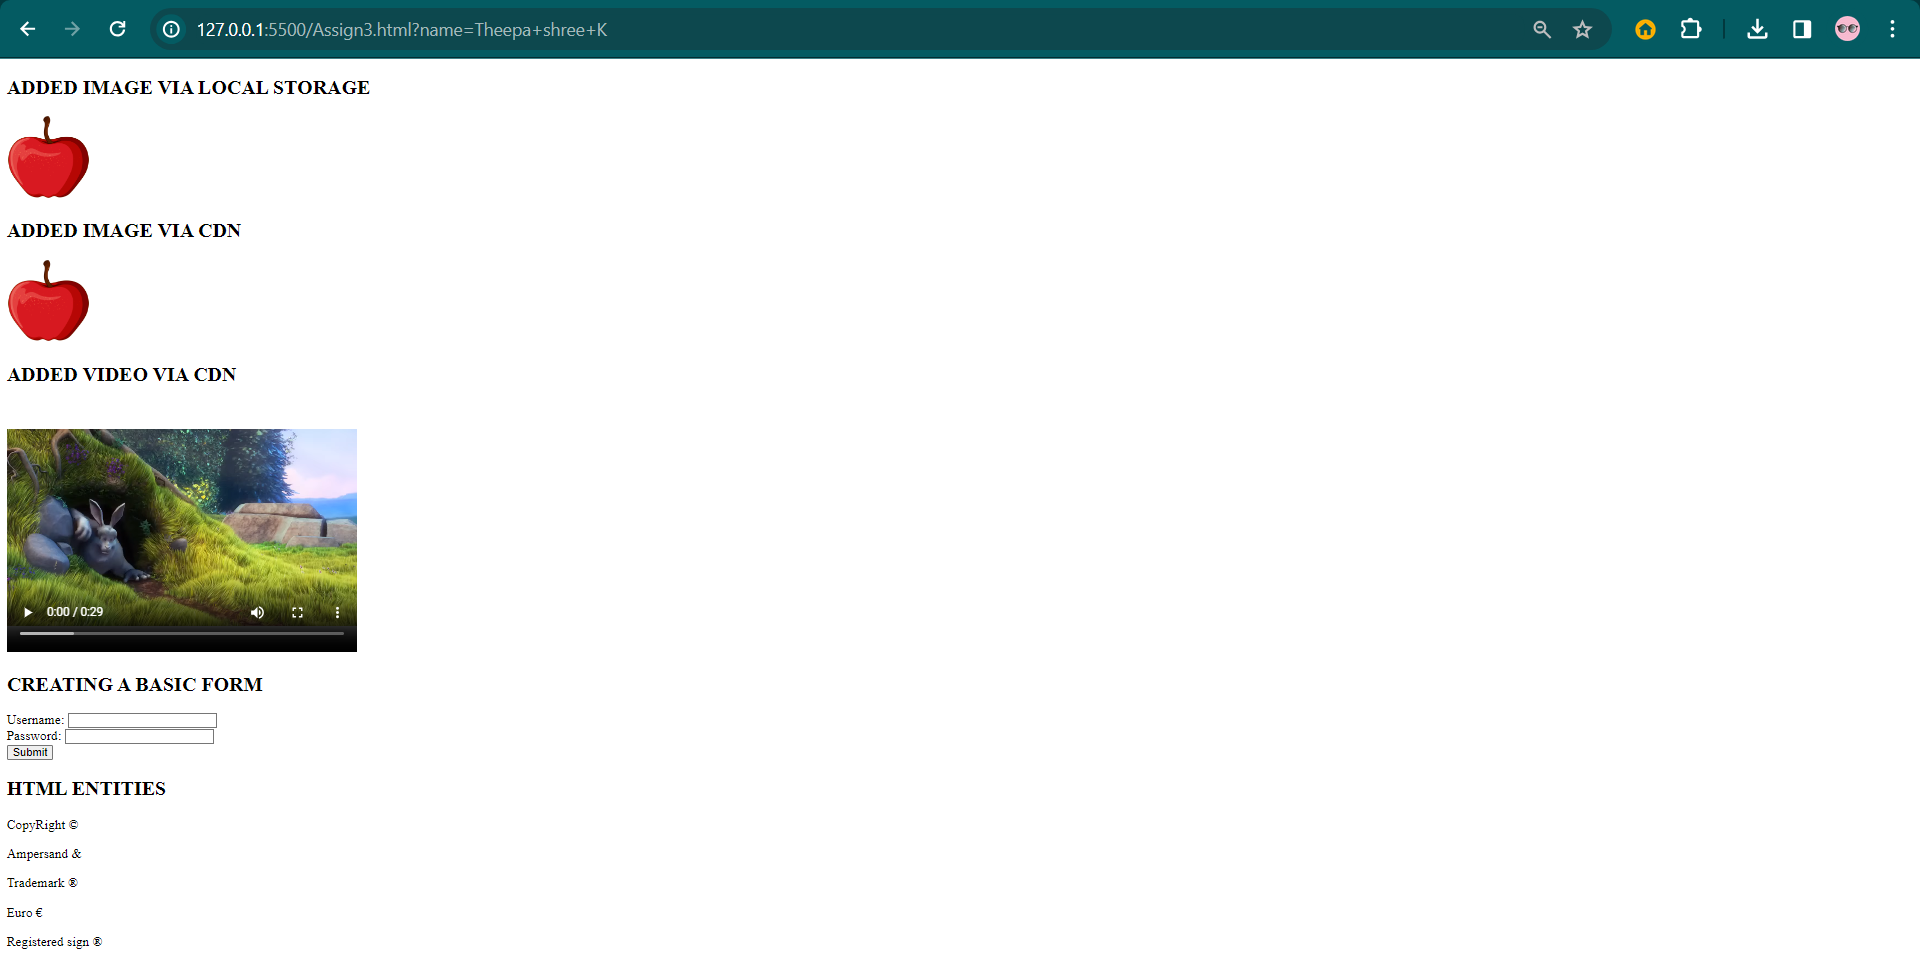 127.0.0.1:5500/Assign3.html?name=Theepa+shree+K
ADDED IMAGE VIA LOCAL STORAGE
ADDED IMAGE VIA CDN
ADDED VIDEO VIA CDN
0:00 / 0:29
CREATING A BASIC FORM
Username:
Password:
Submit
HTML ENTITIES
CopyRight ©
Ampersand &
Trademark ®
Euro €
Registered sign ®